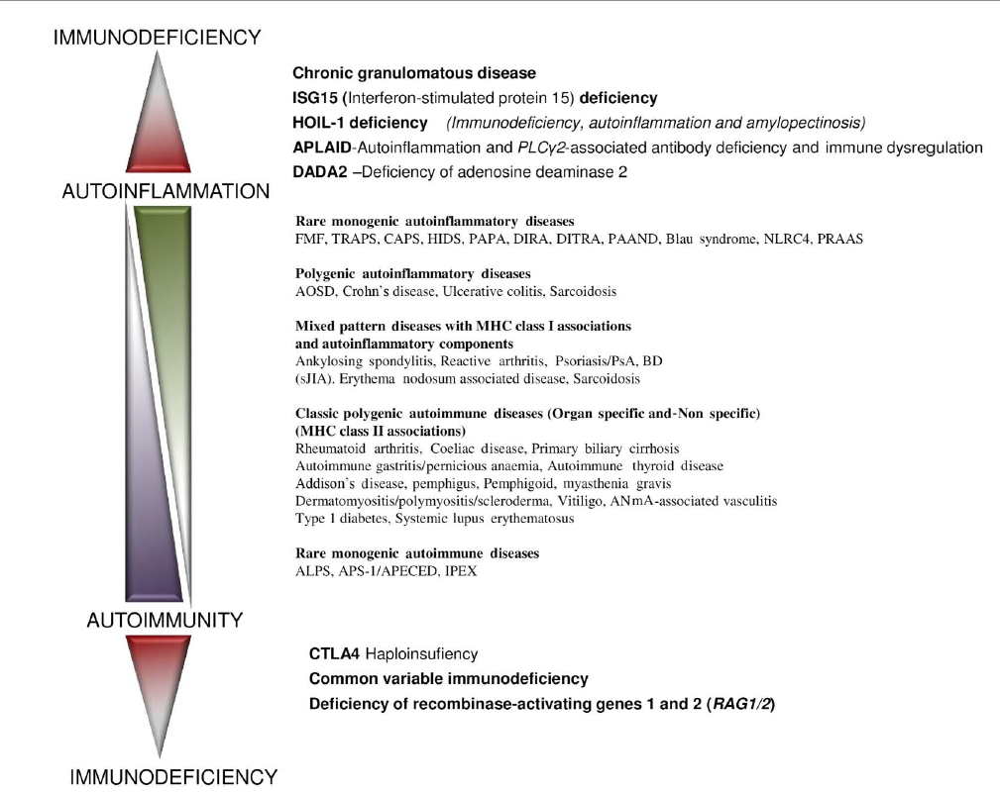 IMMUNODEFICIENCY
Chronic granulomatous disease
ISG15 (Interferon-stimulated protein 15) deficiency
HOIL-1 deficiency (Immunodeficiency, autoinflammation and amylopectinosis)
APLAID-Autoinflammation and PLCγ2-associated antibody deficiency and immune dysregulation
DADA2 –Deficiency of adenosine deaminase 2
AUTOINFLAMMATION
Rare monogenic autoinflammatory diseases
FMF, TRAPS, CAPS, HIDS, PAPA, DIRA, DITRA, PAAND, Blau syndrome, NLRC4, PRAAS
Polygenic autoinflammatory diseases
AOSD, Crohn's disease, Ulcerative colitis, Sarcoidosis
Mixed pattern diseases with MHC class I associations
and autoinflammatory components
Ankylosing spondylitis, Reactive arthritis, Psoriasis/PsA, BD
(sJIA). Erythema nodosum associated disease, Sarcoidosis
Classic polygenic autoimmune diseases (Organ specific and-Non specific)
(MHC class II associations)
Rheumatoid arthritis, Coeliac disease, Primary biliary cirrhosis
Autoimmune gastritis/pernicious anaemia, Autoimmune thyroid disease
Addison's disease, pemphigus, Pemphigoid, myasthenia gravis
Dermatomyositis/polymyositis/scleroderma, Vitiligo, ANmA-associated vasculitis
Type 1 diabetes, Systemic lupus erythematosus
Rare monogenic autoimmune diseases
ALPS, APS-1/APECED, IPEX
AUTOIMMUNITY
CTLA4 Haploinsufiency
Common variable immunodeficiency
Deficiency of recombinase-activating genes 1 and 2 (RAG1/2)
IMMUNODEFICIENCY